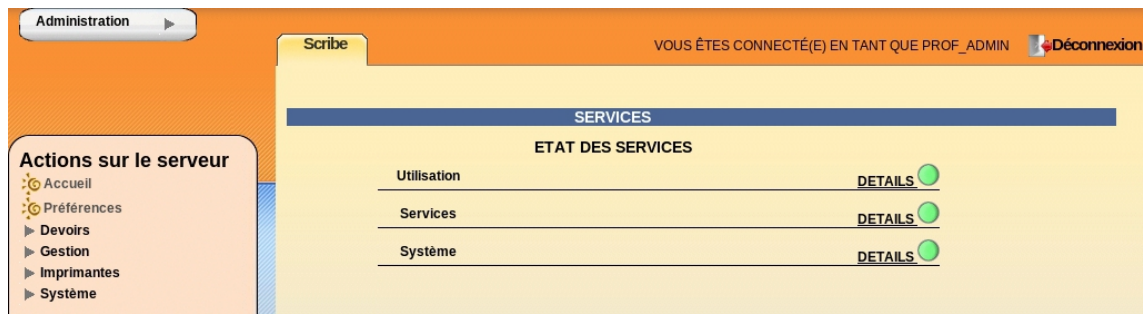 Administration
Scribe
VOUS ÊTES CONNECTÉ(E) EN TANT QUE PROF_ADMIN
Déconnexion
SERVICES
ETAT DES SERVICES
Utilisation DETAILS
Services DETAILS
Système DETAILS
Actions sur le serveur
Accueil
Préférences
Devoirs
Gestion
Imprimantes
Système